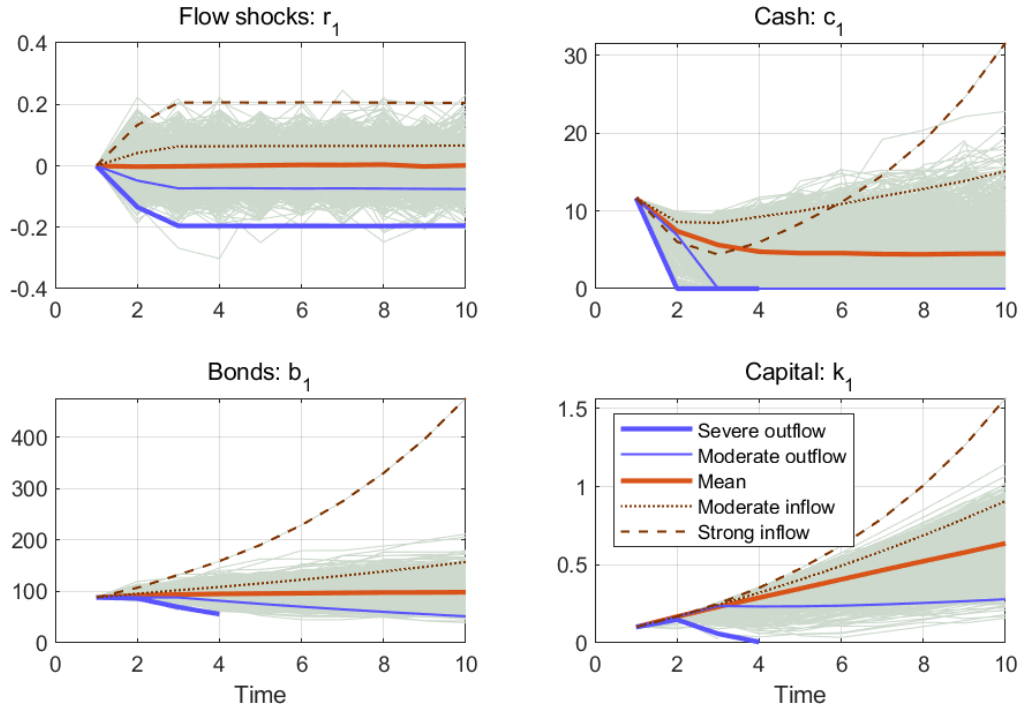 Flow shocks: r₁
0.4
0.2
0
-0.2
-0.4
0 2 4 6 8 10
Cash: c₁
30
20
10
0
0 2 4 6 8 10
Bonds: b₁
400
300
200
100
0
0 2 4 6 8 10
Time
Capital: k₁
1.5
1
0.5
0
Severe outflow
Moderate outflow
Mean
Moderate inflow
Strong inflow
0 2 4 6 8 10
Time